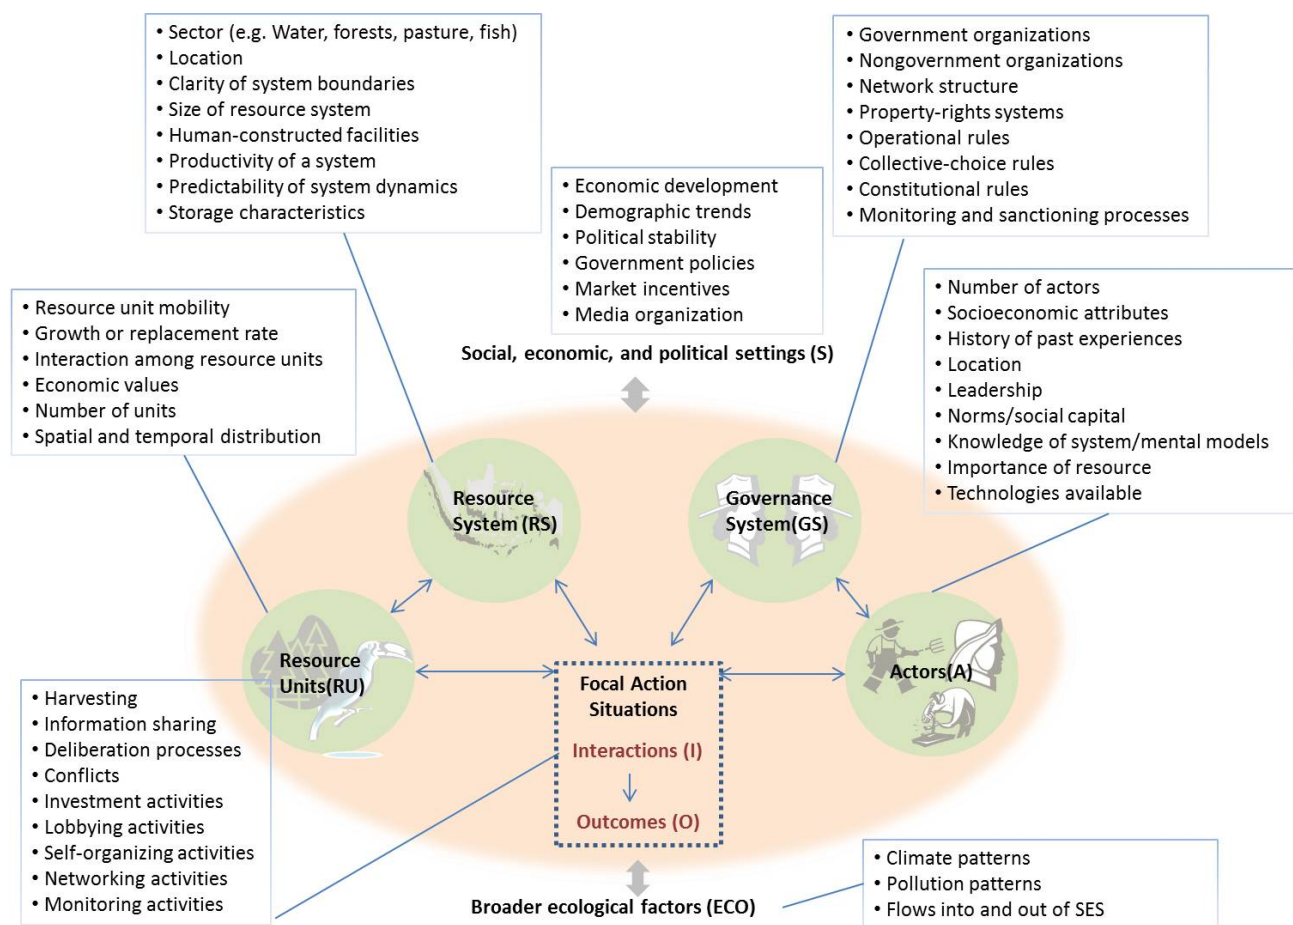 • Sector (e.g. Water, forests, pasture, fish)
• Location
• Clarity of system boundaries
• Size of resource system
• Human-constructed facilities
• Productivity of a system
• Predictability of system dynamics
• Storage characteristics
• Government organizations
• Nongovernment organizations
• Network structure
• Property-rights systems
• Operational rules
• Collective-choice rules
• Constitutional rules
• Monitoring and sanctioning processes
• Economic development
• Demographic trends
• Political stability
• Government policies
• Market incentives
• Media organization
Social, economic, and political settings (S)
• Resource unit mobility
• Growth or replacement rate
• Interaction among resource units
• Economic values
• Number of units
• Spatial and temporal distribution
• Number of actors
• Socioeconomic attributes
• History of past experiences
• Location
• Leadership
• Norms/social capital
• Knowledge of system/mental models
• Importance of resource
• Technologies available
Resource
System (RS)
Governance
System(GS)
Resource
Units(RU)
Actors(A)
Focal Action
Situations
Interactions (I)
Outcomes (O)
• Harvesting
• Information sharing
• Deliberation processes
• Conflicts
• Investment activities
• Lobbying activities
• Self-organizing activities
• Networking activities
• Monitoring activities
Broader ecological factors (ECO)
• Climate patterns
• Pollution patterns
• Flows into and out of SES